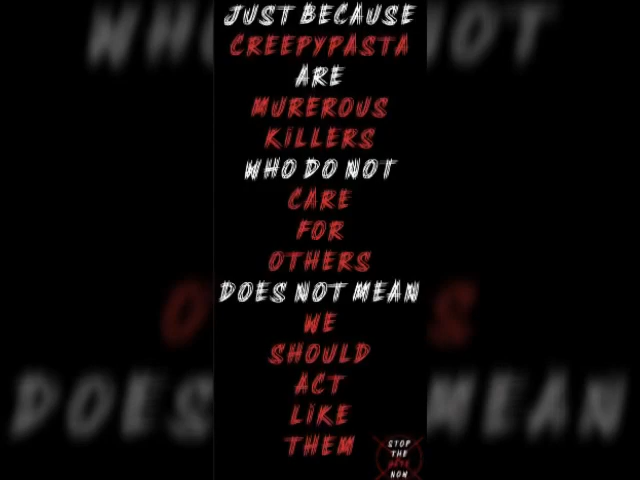 JUST BECAUSE
CREEPYPASTA
ARE
MUREROUS
KILLERS
WHO DO NOT
CARE
FOR
OTHERS
DOES NOT MEAN
WE
SHOULD
ACT
LIKE
THEM
STOP
THE
NOW